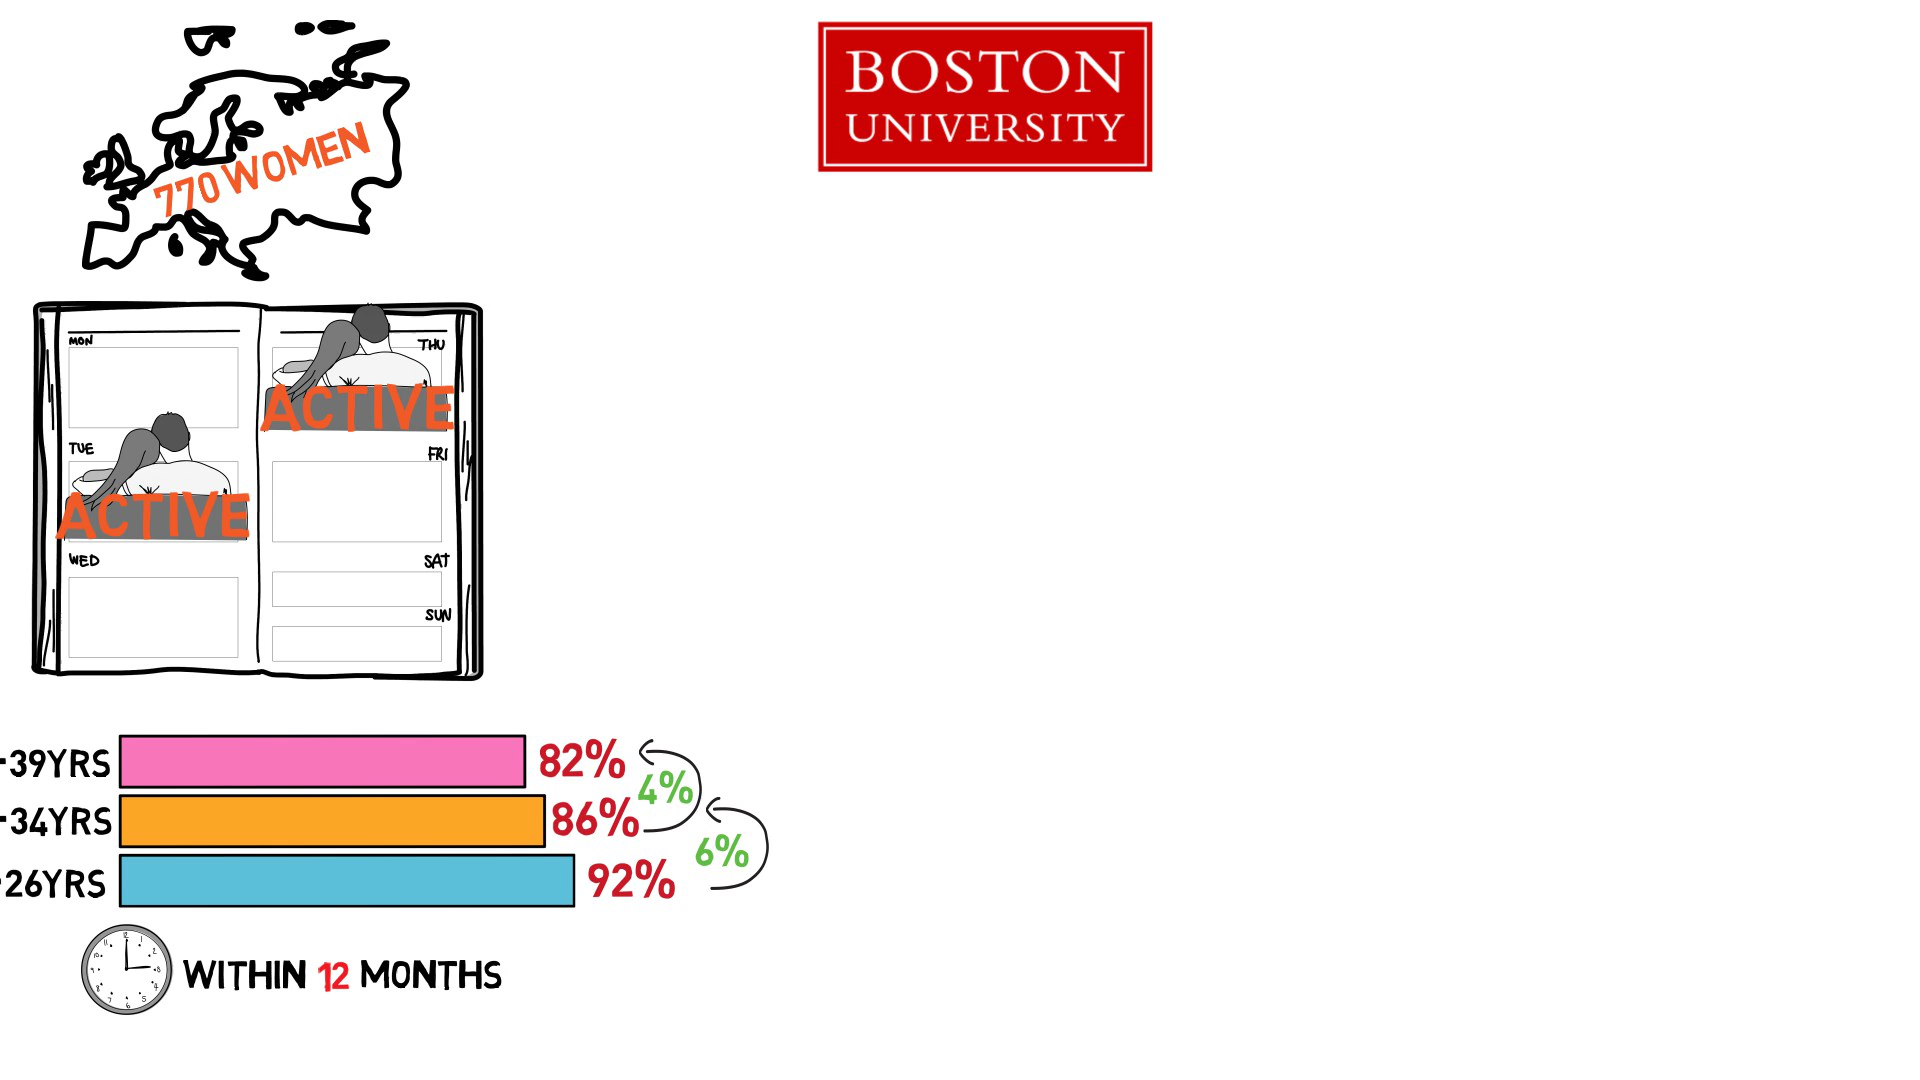 BOSTON
UNIVERSITY
770 WOMEN
MON
THU
ACTIVE
TUE
FRI
ACTIVE
WED
SAT
SUN
-39YRS
82%
4%
-34YRS
86%
6%
-26YRS
92%
WITHIN 12 MONTHS